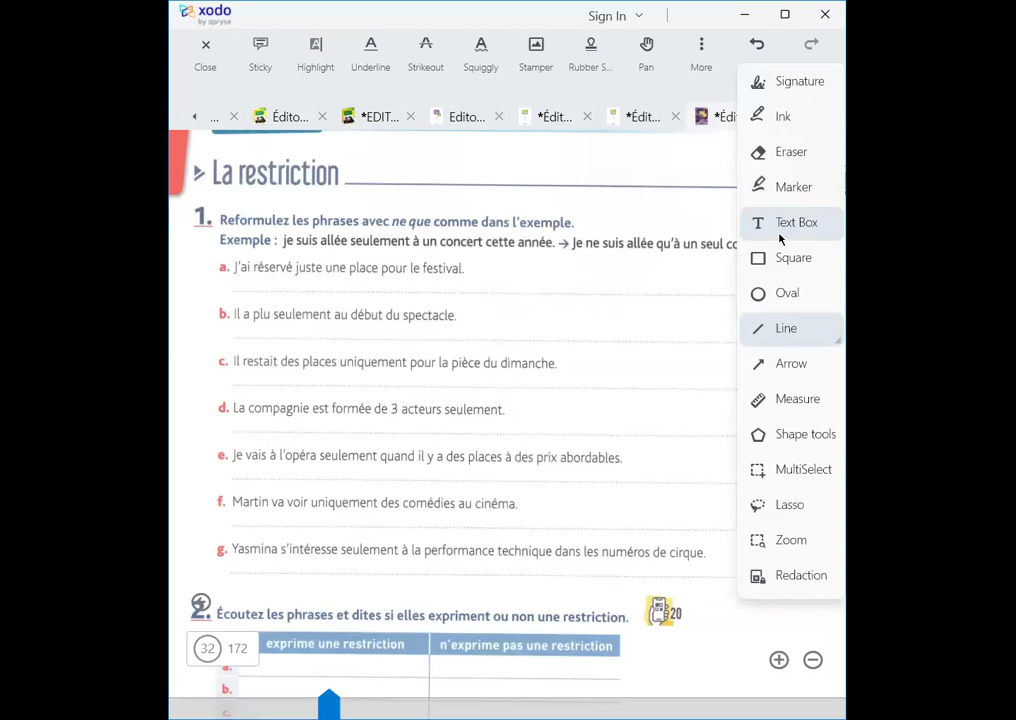 xodo
by apryse
Sign In
Close
Sticky
Highlight
Underline
Strikeout
Squiggly
Stamper
Rubber S...
Pan
More
... Édito... *EDIT... Edito... *Édit... *Édit... *Édi
Signature
Ink
Eraser
Marker
Text Box
Square
Oval
Line
Arrow
Measure
Shape tools
MultiSelect
Lasso
Zoom
Redaction
La restriction
1. Reformulez les phrases avec ne que comme dans l'exemple.
Exemple : je suis allée seulement à un concert cette année. → Je ne suis allée qu'à un seul co
a. J'ai réservé juste une place pour le festival.
b. Il a plu seulement au début du spectacle.
c. Il restait des places uniquement pour la pièce du dimanche.
d. La compagnie est formée de 3 acteurs seulement.
e. Je vais à l'opéra seulement quand il y a des places à des prix abordables.
f. Martin va voir uniquement des comédies au cinéma.
g. Yasmina s'intéresse seulement à la performance technique dans les numéros de cirque.
2. Écoutez les phrases et dites si elles expriment ou non une restriction. 20
exprime une restriction n'exprime pas une restriction
32 172
a.
b.
c.